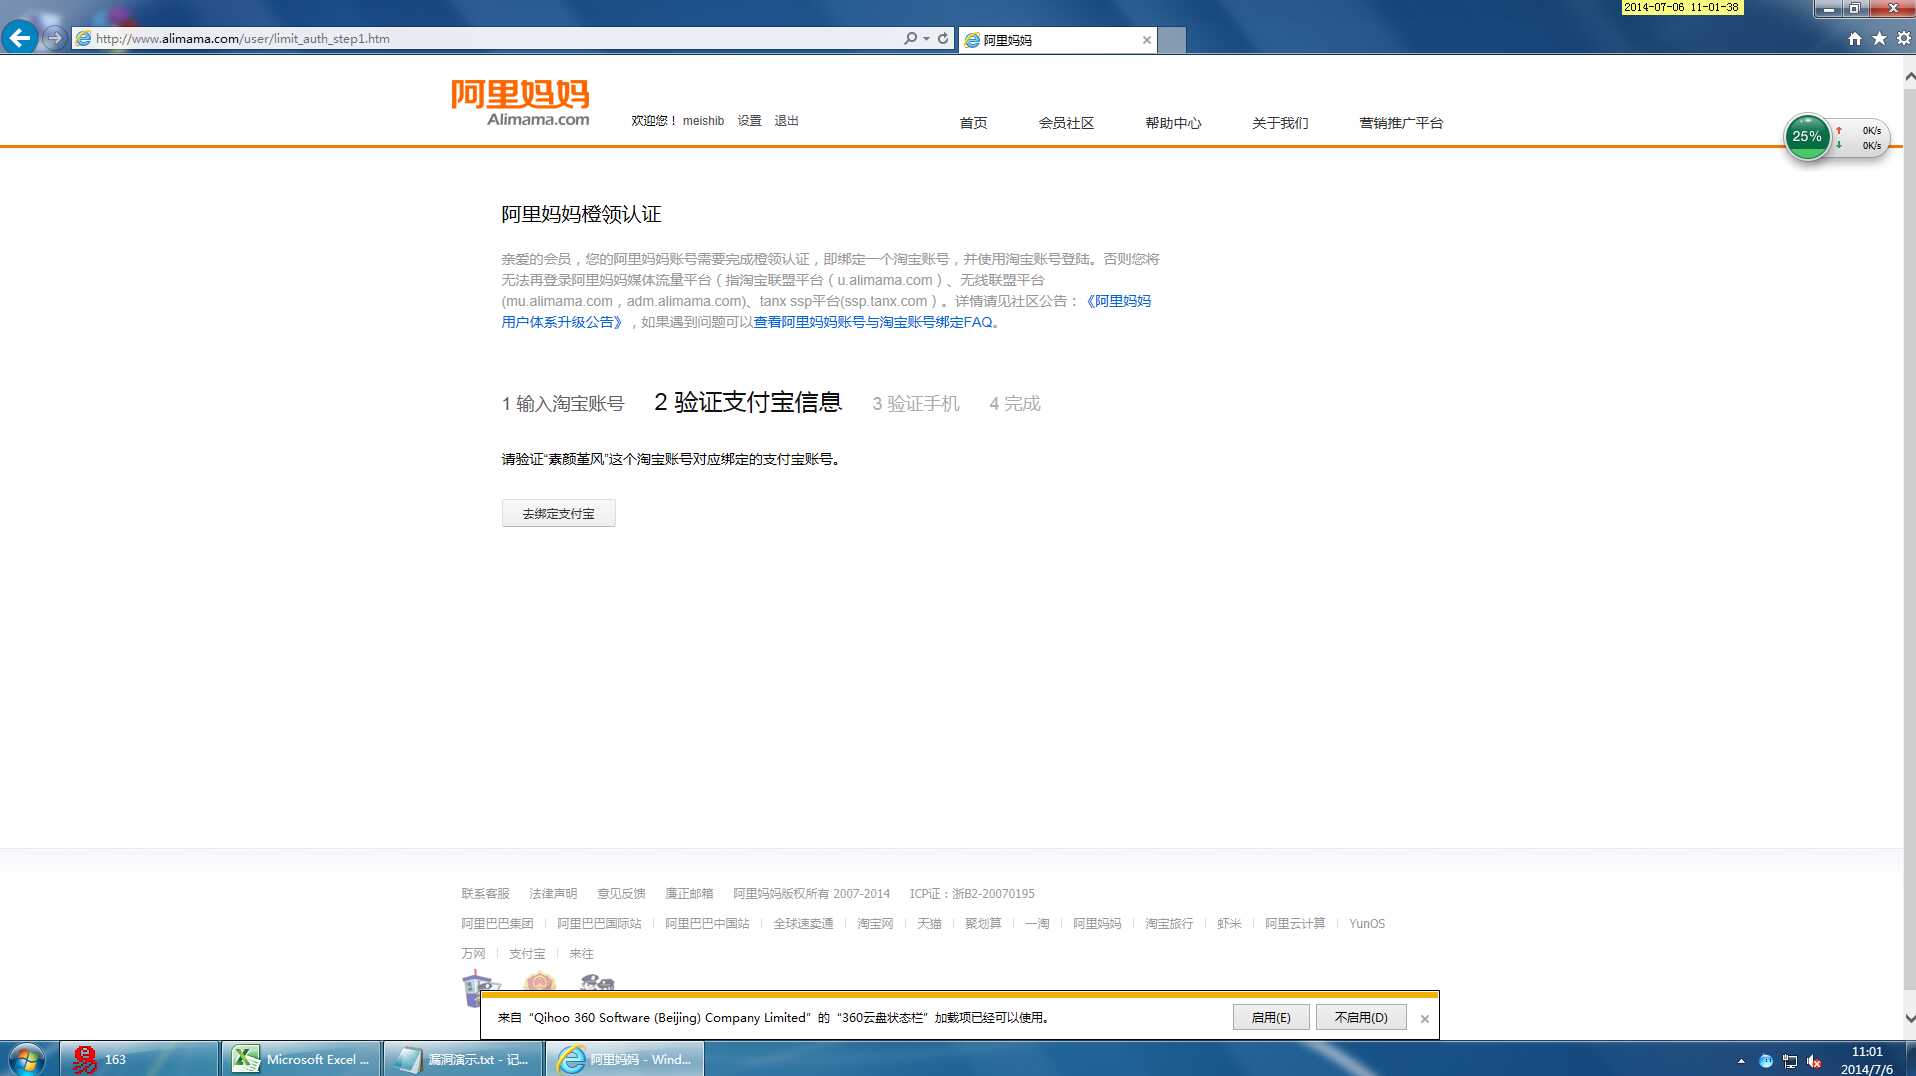 2014-07-06 11-01-38
http://www.alimama.com/user/limit_auth_step1.htm
阿里妈妈
阿里妈妈
Alimama.com
欢迎您！ meishib 设置 退出
首页 会员社区 帮助中心 关于我们 营销推广平台
25%
0K/s
0K/s
阿里妈妈橙领认证
亲爱的会员，您的阿里妈妈账号需要完成橙领认证，即绑定一个淘宝账号，并使用淘宝账号登陆。否则您将
无法再登录阿里妈妈媒体流量平台（指淘宝联盟平台（u.alimama.com）、无线联盟平台
(mu.alimama.com，adm.alimama.com)、tanx ssp平台(ssp.tanx.com）。详情请见社区公告：《阿里妈妈
用户体系升级公告》，如果遇到问题可以查看阿里妈妈账号与淘宝账号绑定FAQ。
1 输入淘宝账号 2 验证支付宝信息 3 验证手机 4 完成
请验证“素颜堇风”这个淘宝账号对应绑定的支付宝账号。
去绑定支付宝
联系客服 法律声明 意见反馈 廉正邮箱 阿里妈妈版权所有 2007-2014 ICP证：浙B2-20070195
阿里巴巴集团 阿里巴巴国际站 阿里巴巴中国站 全球速卖通 淘宝网 天猫 聚划算 一淘 阿里妈妈 淘宝旅行 虾米 阿里云计算 YunOS
万网 支付宝 来往
来自“Qihoo 360 Software (Beijing) Company Limited”的“360云盘状态栏”加载项已经可以使用。
启用(E) 不启用(D)
163 Microsoft Excel ... 漏洞演示.txt - 记... 阿里妈妈 - Wind...
11:01
2014/7/6